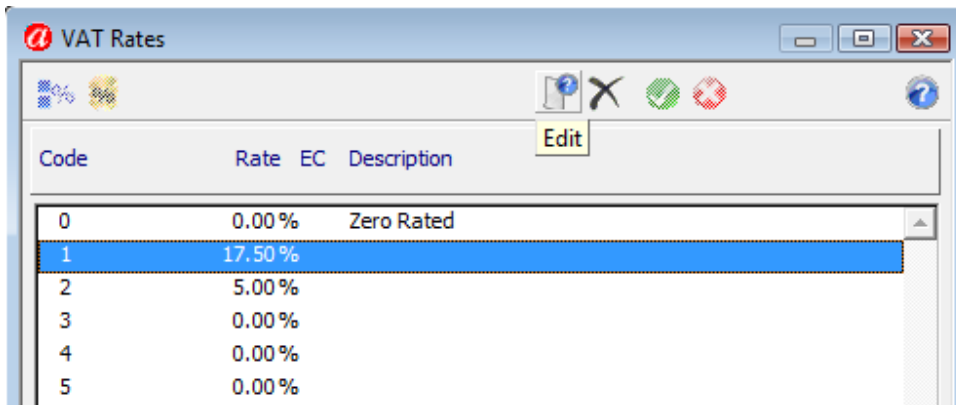 VAT Rates
Edit
Code Rate EC Description
0 0.00% Zero Rated
1 17.50%
2 5.00%
3 0.00%
4 0.00%
5 0.00%